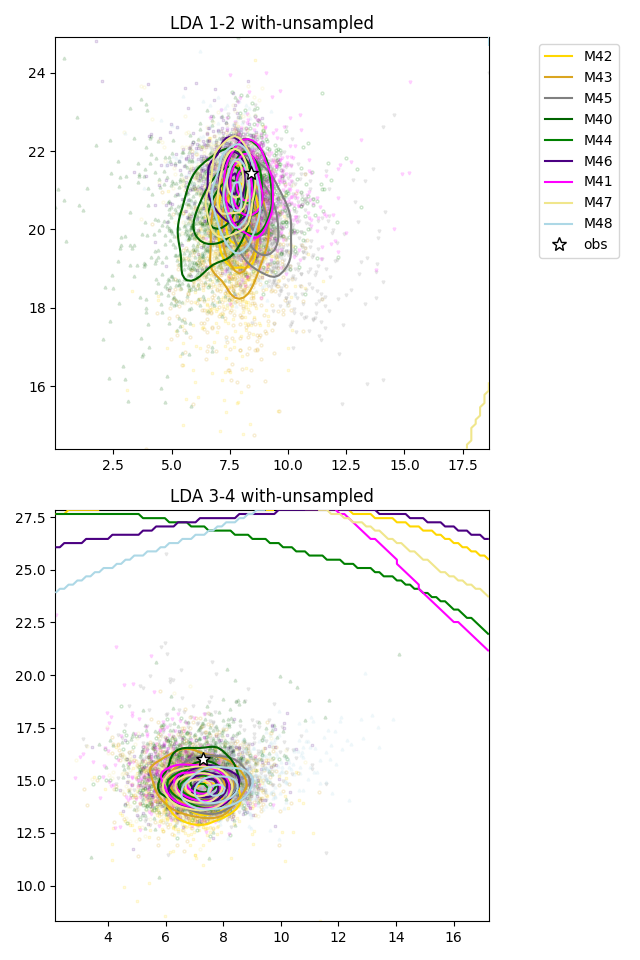 LDA 1-2 with-unsampled
24
22
20
18
16
2.5 5.0 7.5 10.0 12.5 15.0 17.5
M42
M43
M45
M40
M44
M46
M41
M47
M48
obs
LDA 3-4 with-unsampled
27.5
25.0
22.5
20.0
17.5
15.0
12.5
10.0
4 6 8 10 12 14 16